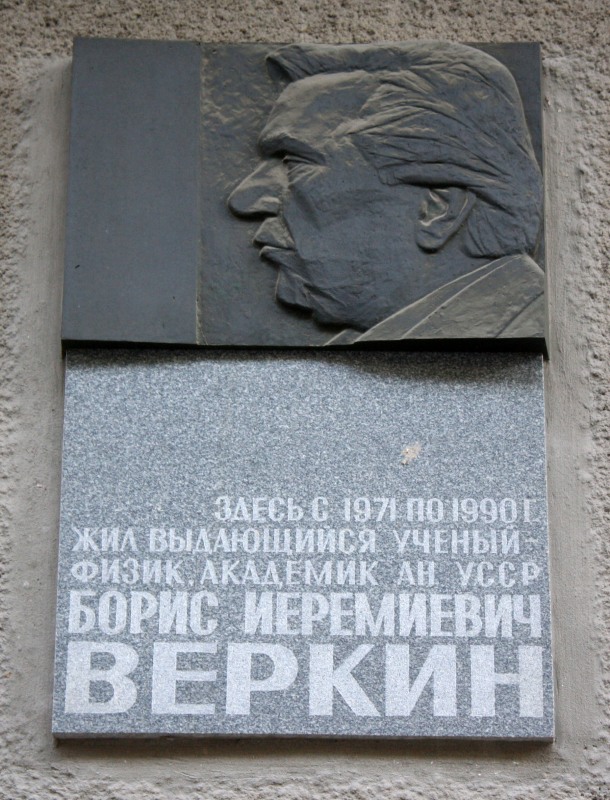 ЗДЕСЬ С 1971 ПО 1990 Г.
ЖИЛ ВЫДАЮЩИЙСЯ УЧЕНЫЙ-
ФИЗИК, АКАДЕМИК АН УССР
БОРИС ИЕРЕМИЕВИЧ
ВЕРКИН